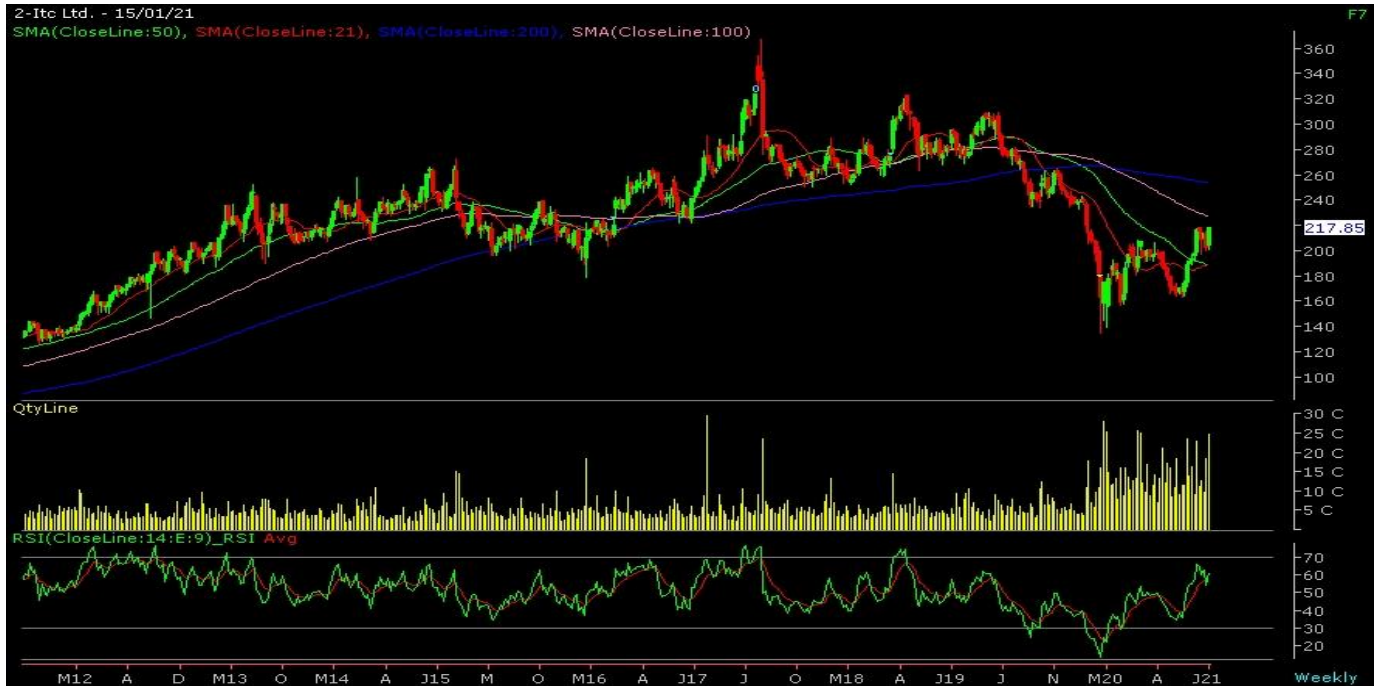 2-Itc Ltd. - 15/01/21
F7
SMA(CloseLine:50), SMA(CloseLine:21), SMA(CloseLine:200), SMA(CloseLine:100)
360
340
320
300
280
260
240
217.85
200
180
160
140
120
100
QtyLine
30 C
25 C
20 C
15 C
10 C
5 C
RSI(CloseLine:14:E:9)_RSI Avg
70
60
50
40
30
20
M12 A D M13 O A J15 M O M16 A J17 J O M18 A J19 J N M20 A J21 Weekly